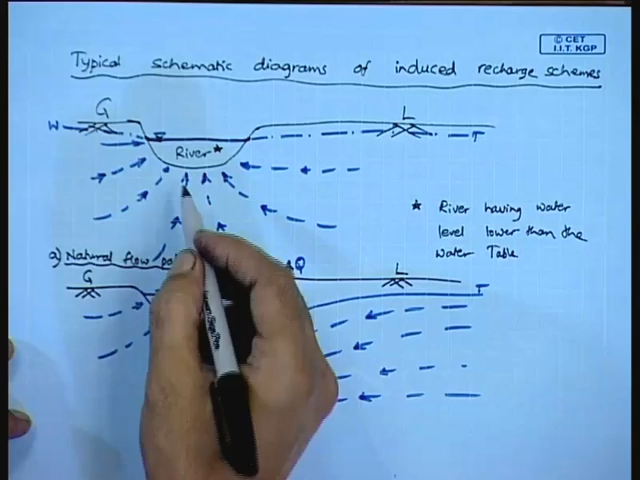 © CET
I.I.T. KGP
Typical schematic diagrams of induced recharge schemes
G L
W T
River*
* River having water
level lower than the
water Table
a) Natural flow
Q
G L
T